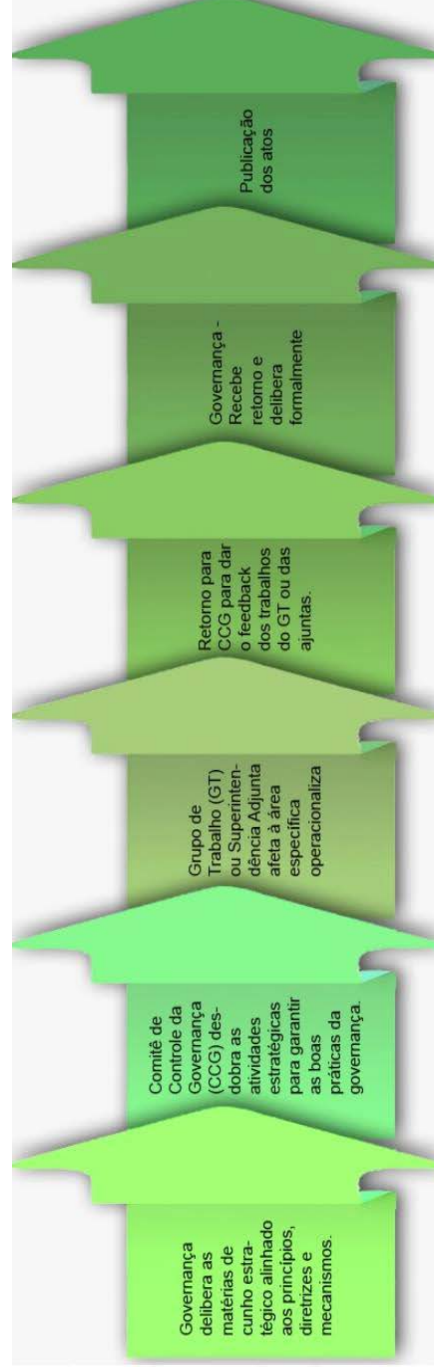 Governança
delibera as
matérias de
cunho estra-
tégico alinhado
aos princípios,
diretrizes e
mecanismos.
Comitê de
Controle da
Governança
(CCG) des-
dobra as
atividades
estratégicas
para garantir
as boas
práticas da
governança.
Grupo de
Trabalho (GT)
ou Superinten-
dência Adjunta
afeta à área
específica
operacionaliza
Retorno para
CCG para dar
o feedback
dos trabalhos
do GT ou das
ajuntas.
Governança -
Recebe
retorno e
delibera
formalmente
Publicação
dos atos